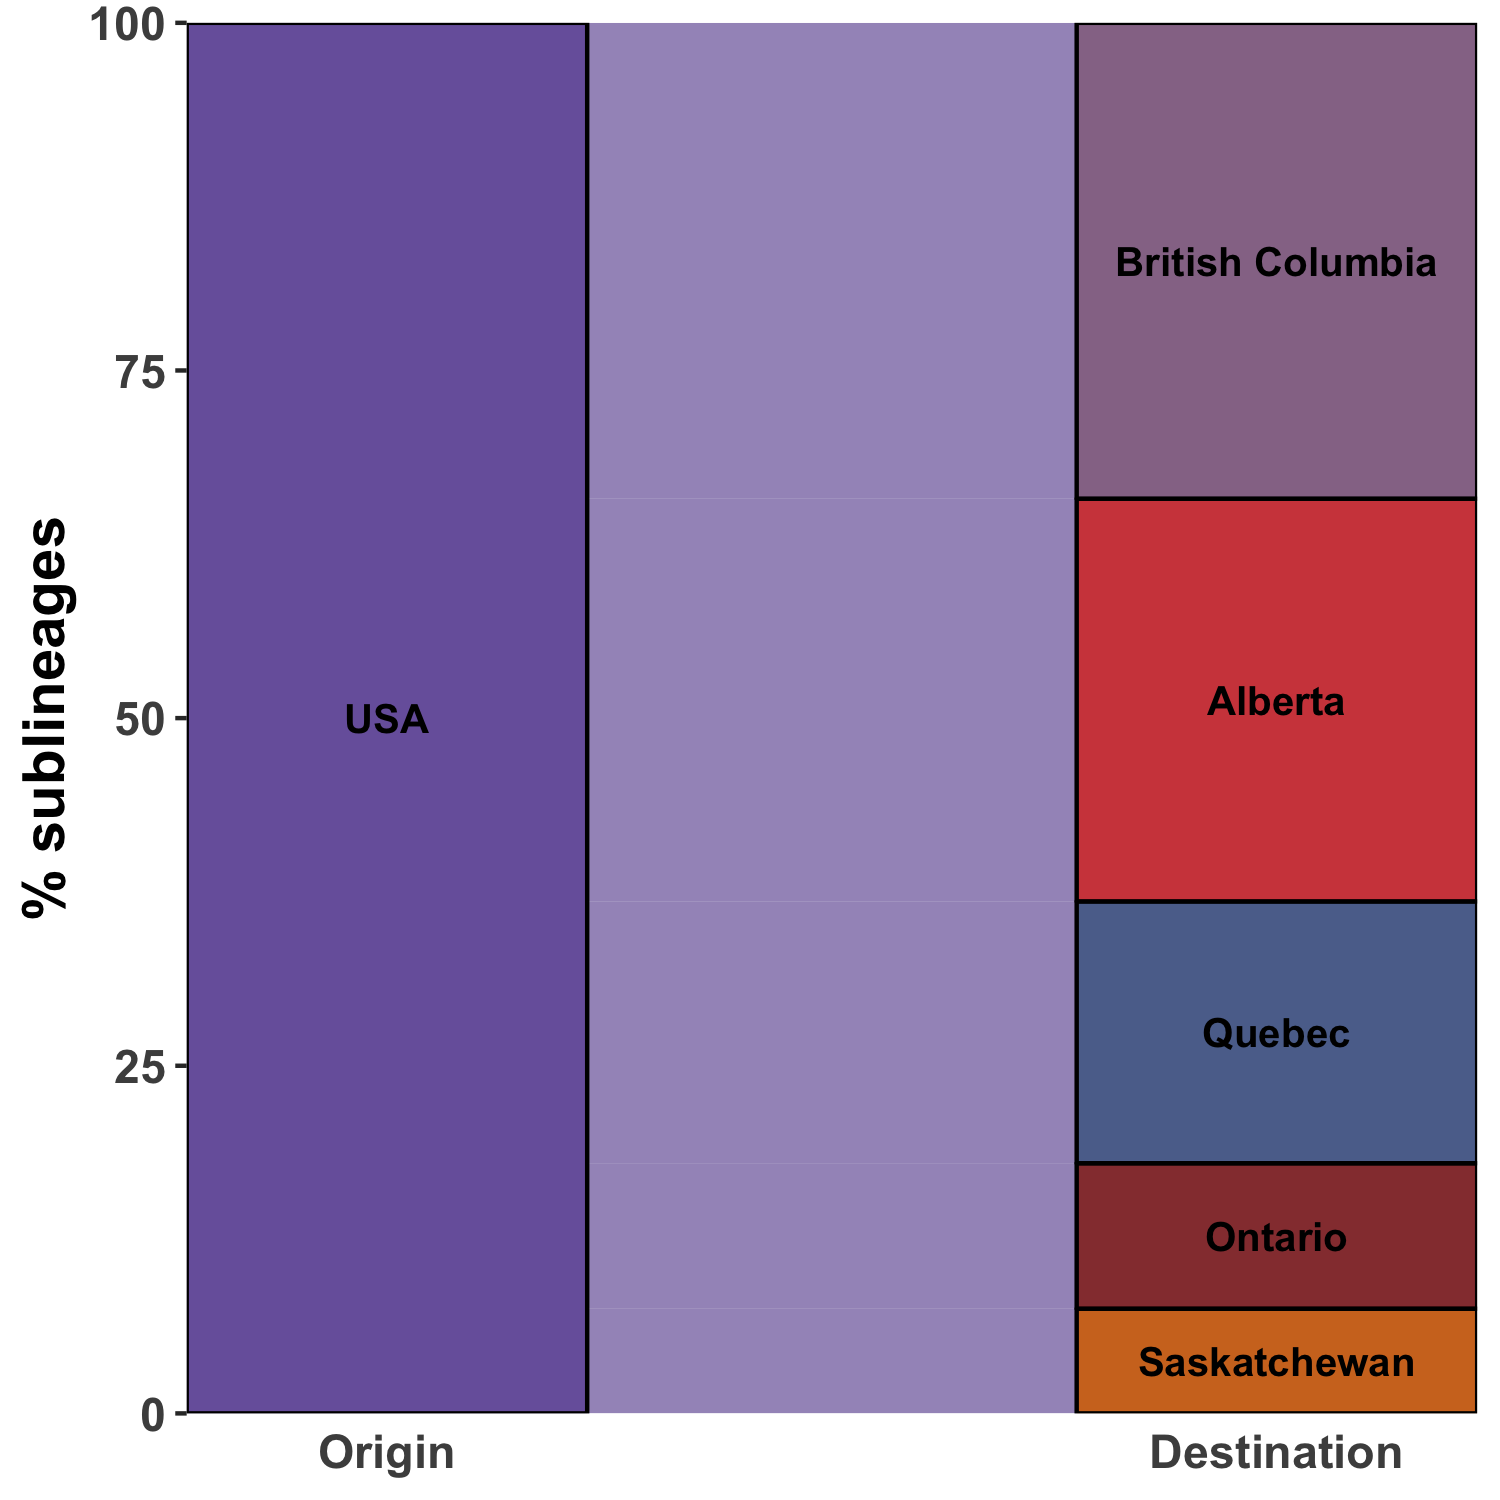 100
75
50
25
0
% sublineages
USA
British Columbia
Alberta
Quebec
Ontario
Saskatchewan
Origin
Destination